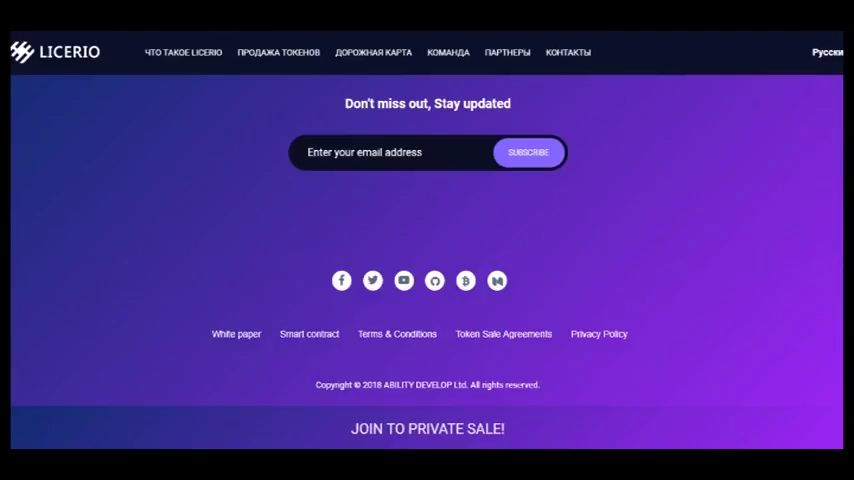 LICERIO ЧТО ТАКОЕ LICERIO ПРОДАЖА ТОКЕНОВ ДОРОЖНАЯ КАРТА КОМАНДА ПАРТНЕРЫ КОНТАКТЫ Русски
Don't miss out, Stay updated
Enter your email address SUBSCRIBE
White paper Smart contract Terms & Conditions Token Sale Agreements Privacy Policy
Copyright © 2018 ABILITY DEVELOP Ltd. All rights reserved.
JOIN TO PRIVATE SALE!